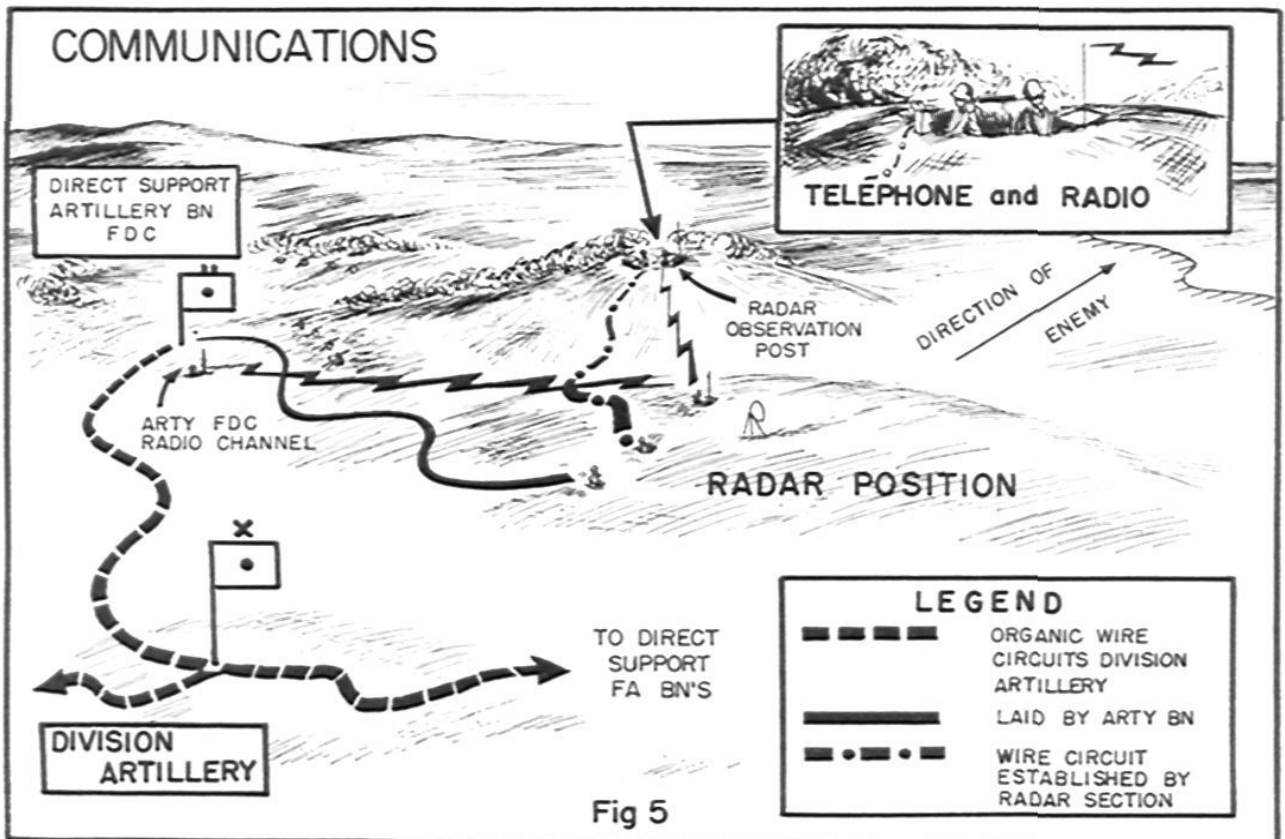 COMMUNICATIONS
DIRECT SUPPORT
ARTILLERY BN
FDC
TELEPHONE and RADIO
RADAR
OBSERVATION
POST
DIRECTION OF
ENEMY
ARTY FDC
RADIO CHANNEL
RADAR POSITION
X
TO DIRECT
SUPPORT
FA BN'S
DIVISION
ARTILLERY
LEGEND
ORGANIC WIRE
CIRCUITS DIVISION
ARTILLERY
LAID BY ARTY BN
WIRE CIRCUIT
ESTABLISHED BY
RADAR SECTION
Fig 5